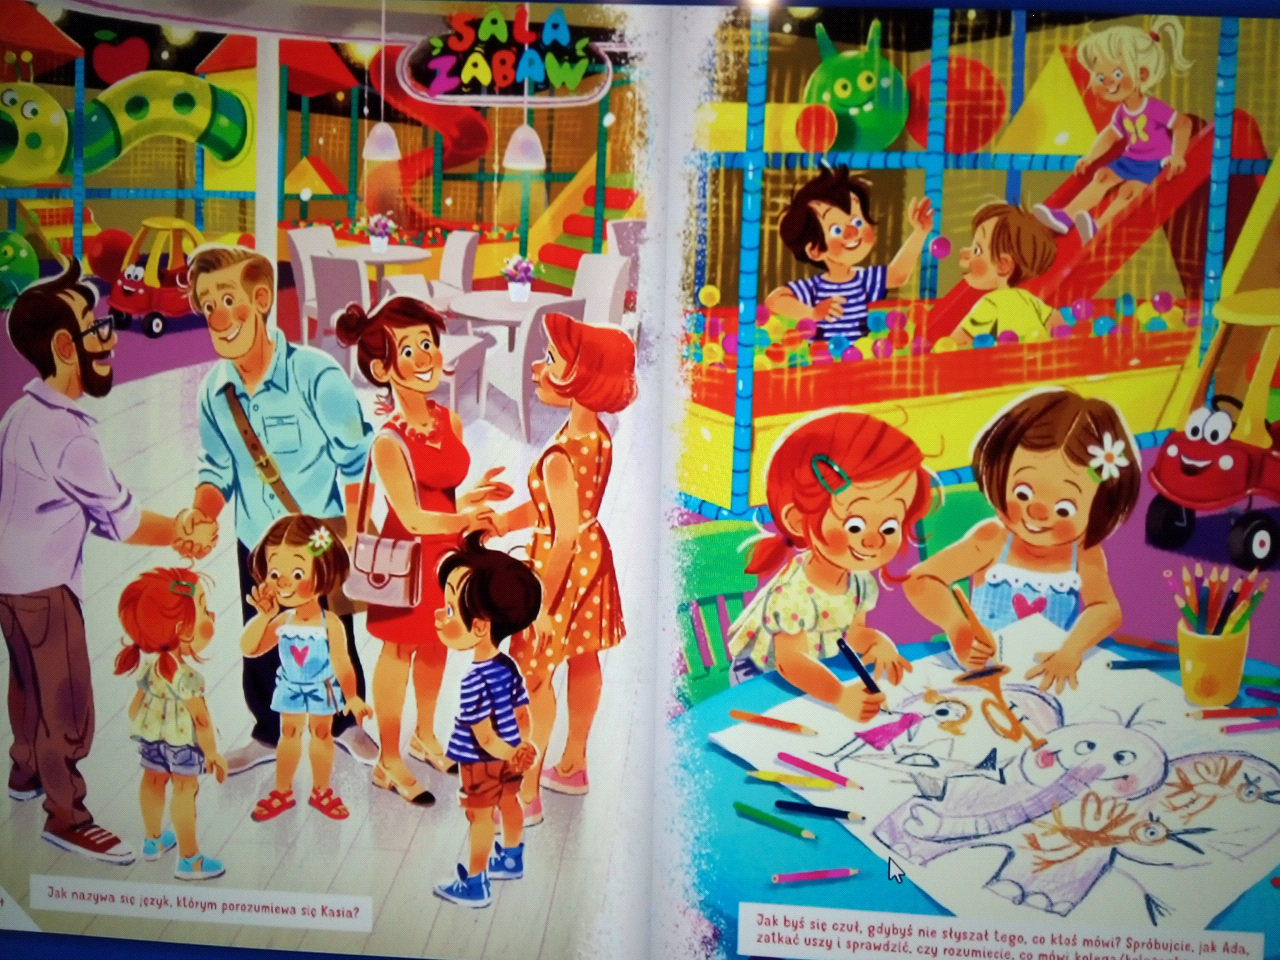 SALA
ZABAW
Jak nazywa się język, którym porozumiewa się Kasia?
Jak byś się czuł, gdybyś nie słyszał tego, co ktoś mówi? Spróbujcie, jak Ada,
zatkać uszy i sprawdzić, czy rozumiecie, co mówi